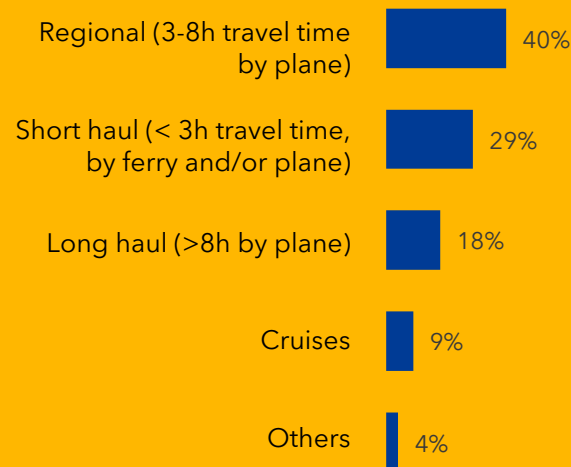 Regional (3-8h travel time
by plane)
40%
Short haul (< 3h travel time,
by ferry and/or plane)
29%
Long haul (>8h by plane)
18%
Cruises
9%
Others
4%